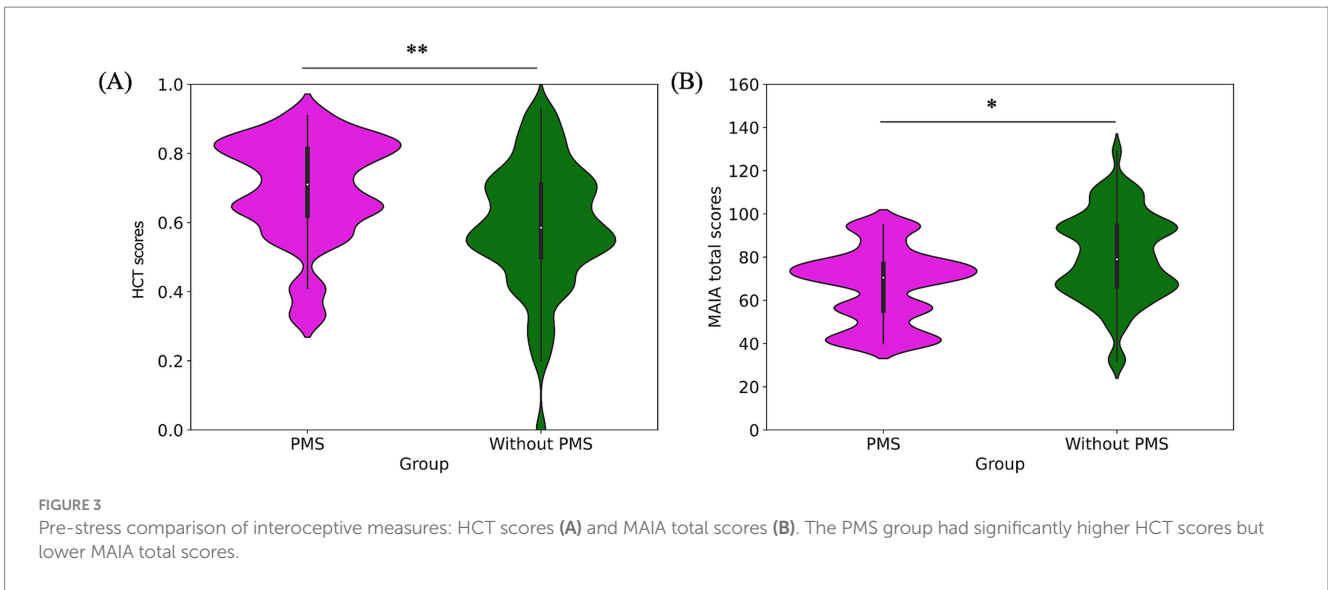 (A)
**
1.0
0.8
0.6
0.4
0.2
0.0
HCT scores
PMS
Without PMS
Group
(B)
*
160
140
120
100
80
60
40
20
0
MAIA total scores
PMS
Without PMS
Group
FIGURE 3
Pre-stress comparison of interoceptive measures: HCT scores (A) and MAIA total scores (B). The PMS group had significantly higher HCT scores but
lower MAIA total scores.